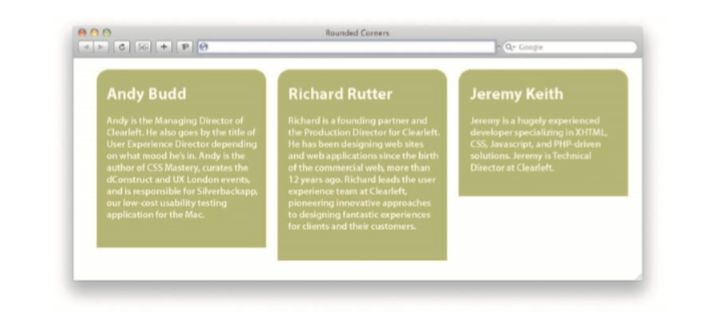 Rounded Corners
Google
Andy Budd
Andy is the Managing Director of
Clearleft. He also goes by the title of
User Experience Director depending
on what mood he's in. Andy is the
author of CSS Mastery, curates the
dConstruct and UX London events,
and is responsible for Silverbackapp,
our low-cost usability testing
application for the Mac.
Richard Rutter
Richard is a founding partner and
the Production Director for Clearleft.
He has been designing web sites
and web applications since the birth
of the commercial web, more than
12 years ago. Richard leads the user
experience team at Clearleft,
pioneering innovative approaches
to designing fantastic experiences
for clients and their customers.
Jeremy Keith
Jeremy is a hugely experienced
developer specializing in XHTML,
CSS, Javascript, and PHP-driven
solutions. Jeremy is Technical
Director at Clearleft.